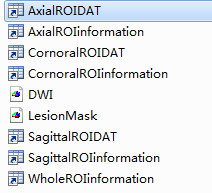 AxialROIDAT
AxialROIinformation
CornoralROIDAT
CornoralROIinformation
DWI
LesionMask
SagittalROIDAT
SagittalROIinformation
WholeROIinformation